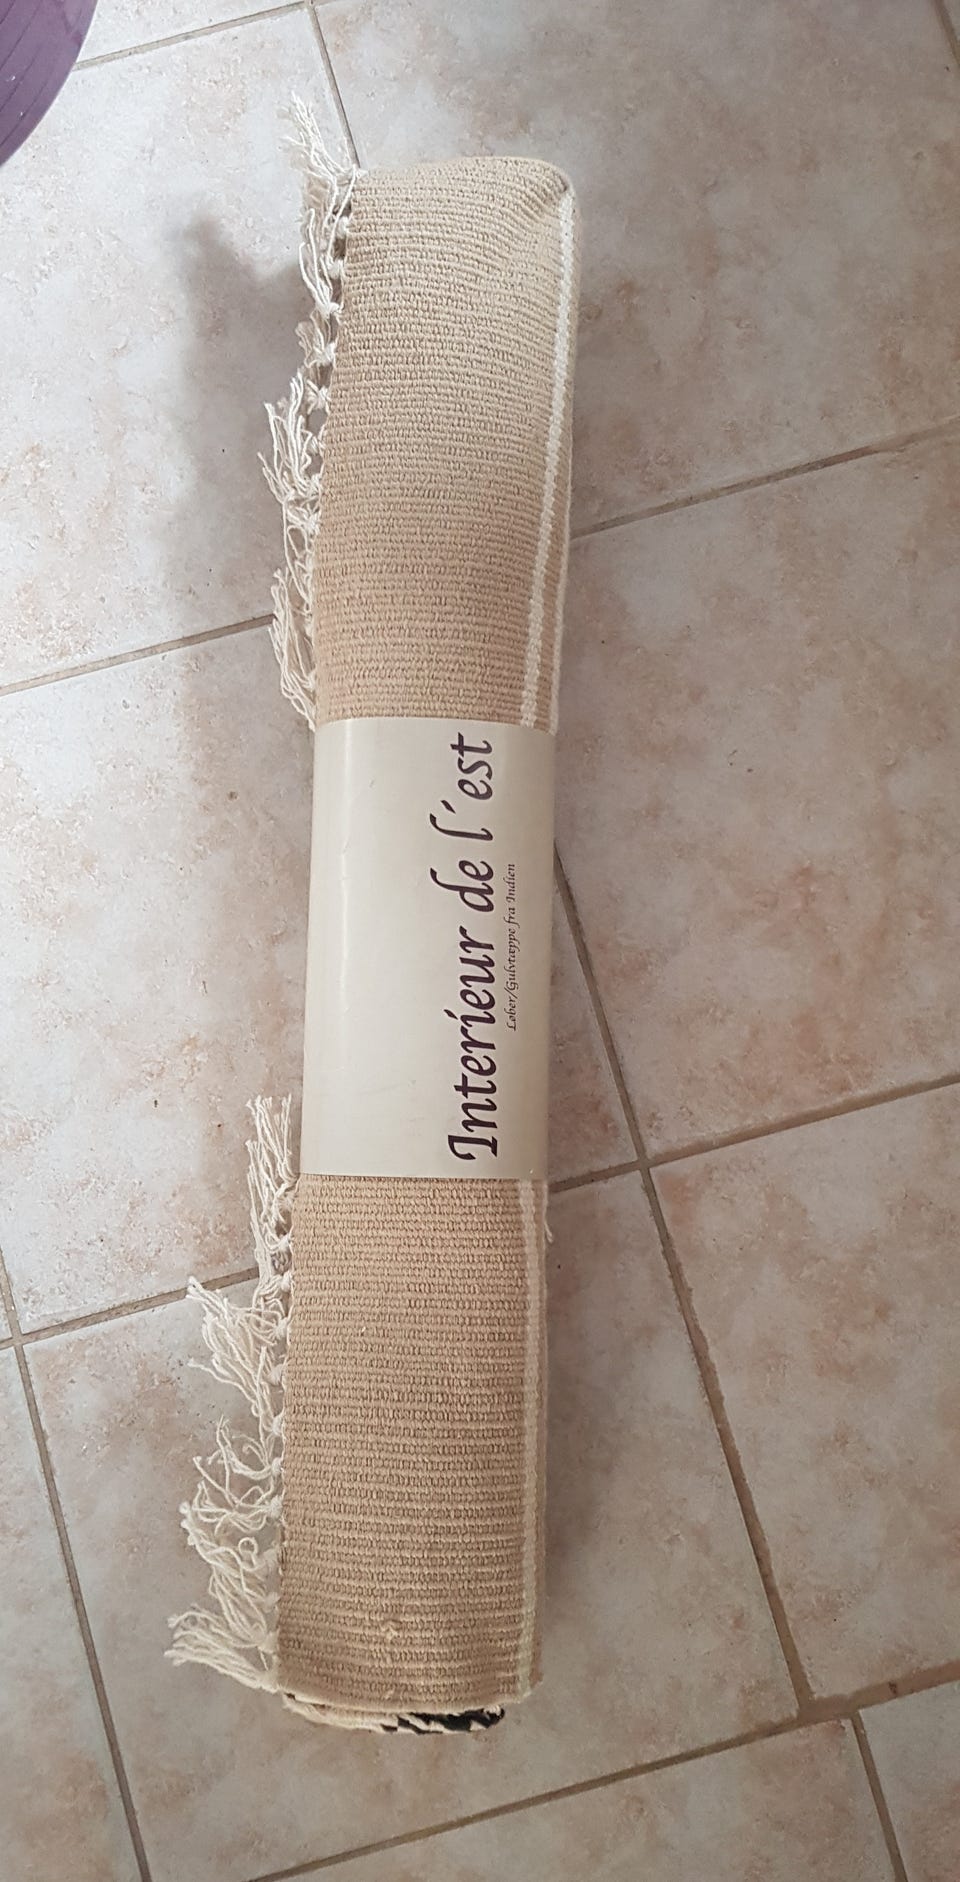 Interieur de l'est
Løber/Gulvtæppe fra Indien